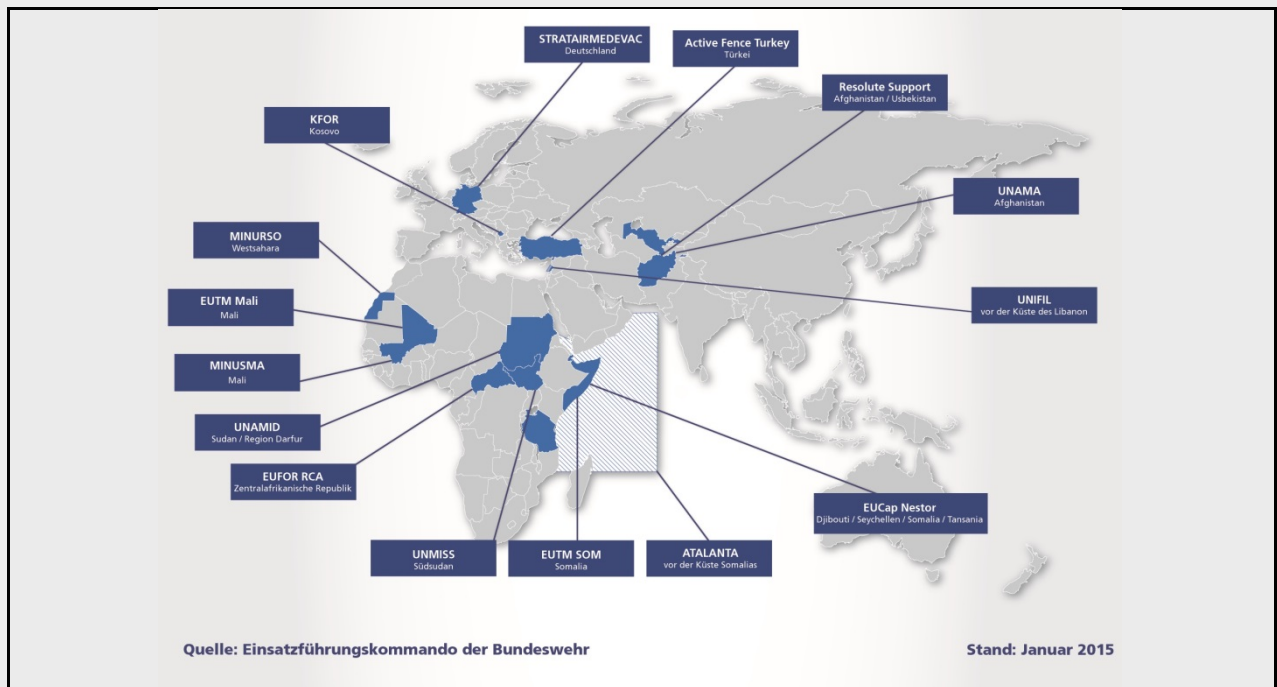 STRATAIRMEDEVAC
Deutschland
Active Fence Turkey
Türkei
Resolute Support
Afghanistan / Usbekistan
KFOR
Kosovo
UNAMA
Afghanistan
MINURSO
Westsahara
EUTM Mali
Mali
UNIFIL
vor der Küste des Libanon
MINUSMA
Mali
UNAMID
Sudan / Region Darfur
EUFOR RCA
Zentralafrikanische Republik
EUCap Nestor
Djibouti / Seychellen / Somalia / Tansania
UNMISS
Südsudan
EUTM SOM
Somalia
ATALANTA
vor der Küste Somalias
Quelle: Einsatzführungskommando der Bundeswehr
Stand: Januar 2015